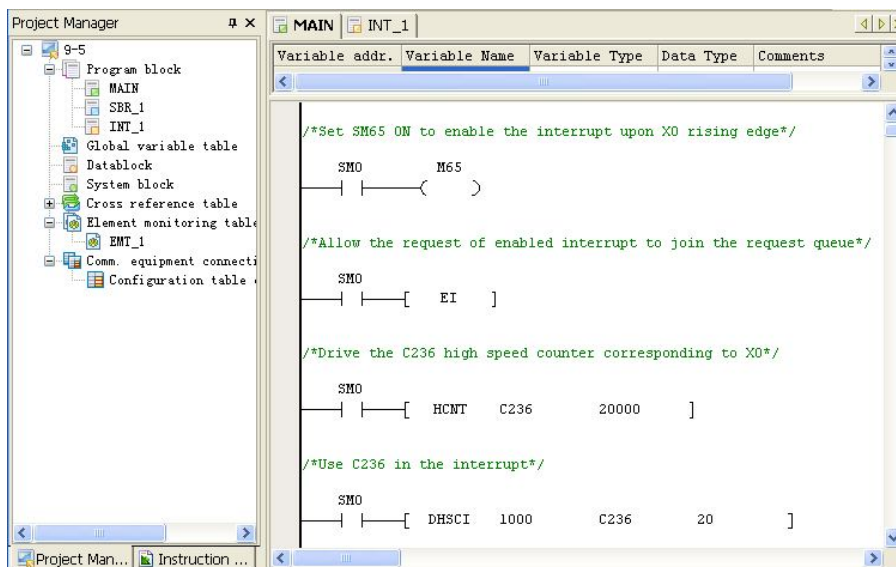 Project Manager
9-5
Program block
MAIN
SBR_1
INT_1
Global variable table
Datablock
System block
Cross reference table
Element monitoring table
EMT_1
Comm. equipment connecti
Configuration table
Project Man...
Instruction ...
MAIN
INT_1
Variable addr. Variable Name Variable Type Data Type Comments
/*Set SM65 ON to enable the interrupt upon X0 rising edge*/
SM0 M65
( )
/*Allow the request of enabled interrupt to join the request queue*/
SM0
[ EI ]
/*Drive the C236 high speed counter corresponding to X0*/
SM0
[ HCNT C236 20000 ]
/*Use C236 in the interrupt*/
SM0
[ DHSCI 1000 C236 20 ]